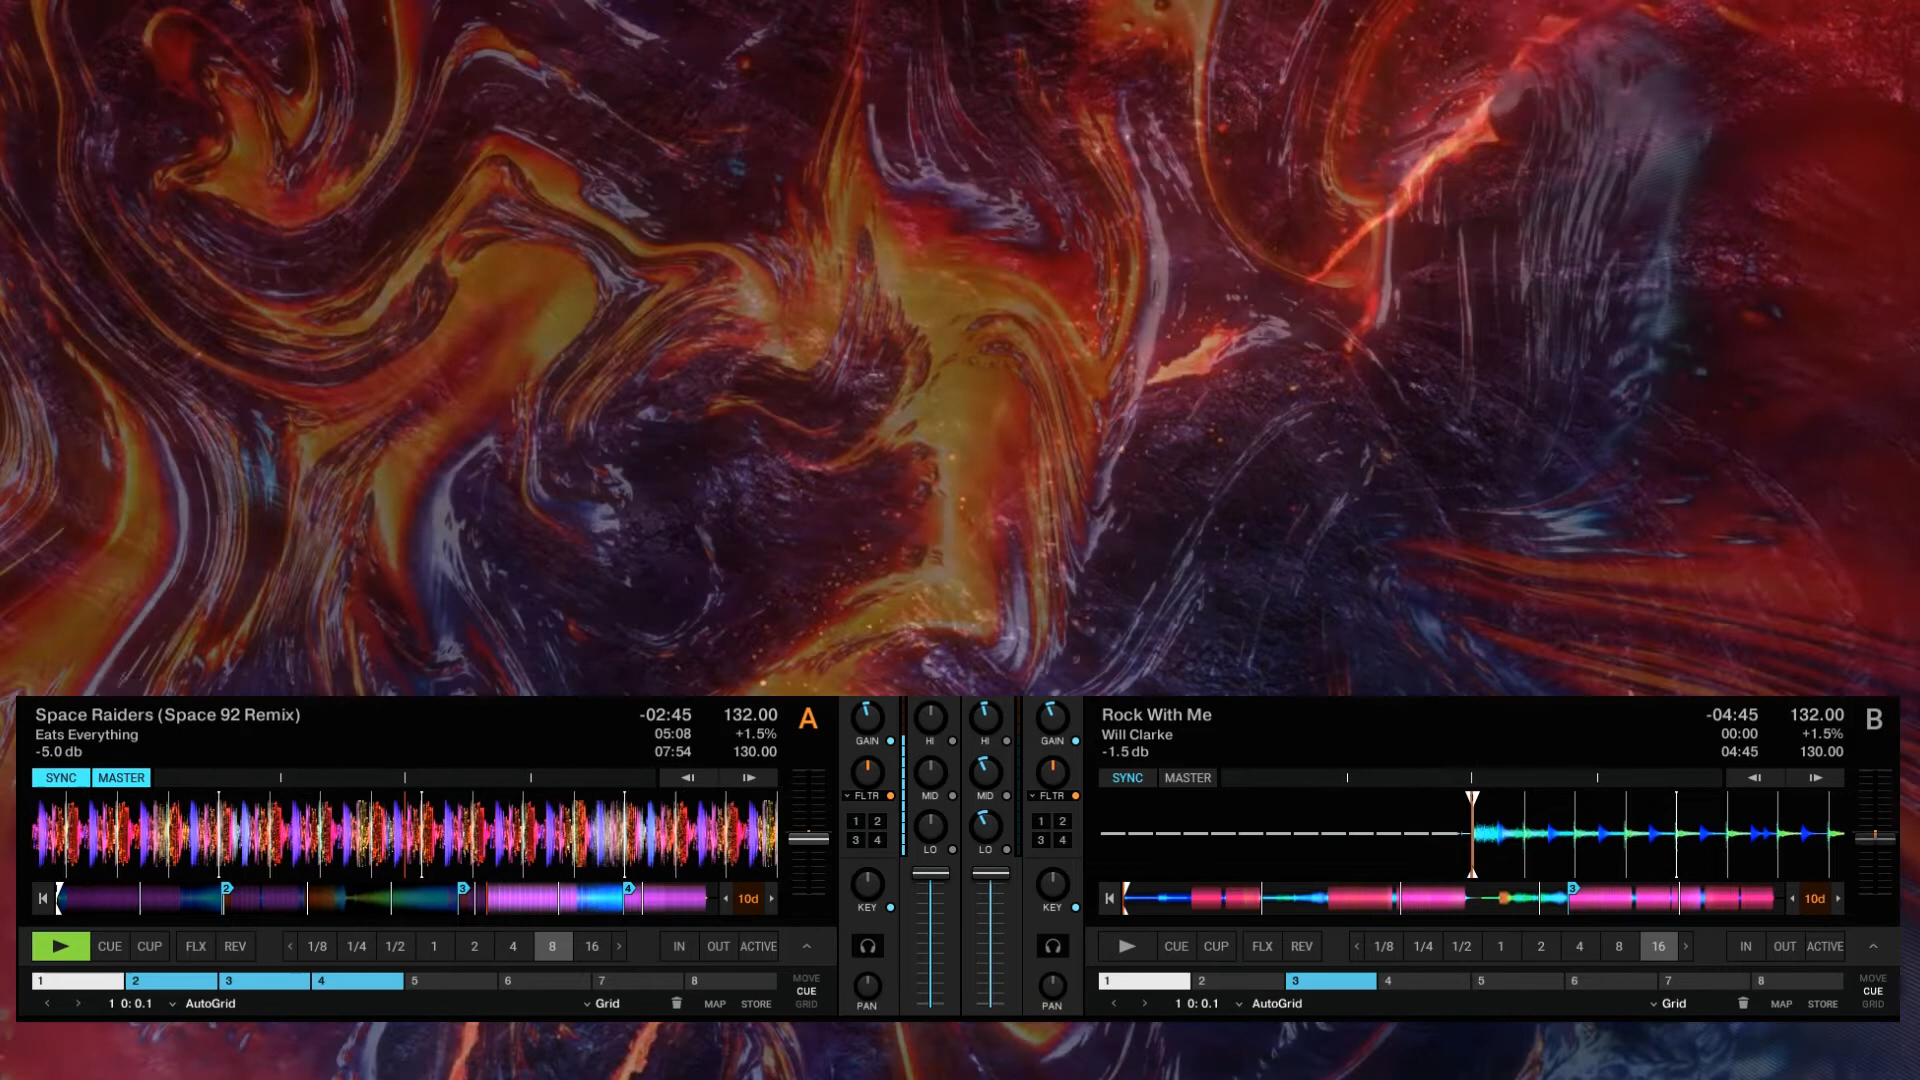 Space Raiders (Space 92 Remix) -02:45 132.00 A
Eats Everything 05:08 +1.5%
-5.0 db 07:54 130.00
SYNC MASTER
2 3 4 10d
CUE CUP FLX REV 1/8 1/4 1/2 1 2 4 8 16 IN OUT ACTIVE
1 2 3 4 5 6 7 8 MOVE
CUE
1 0: 0.1 AutoGrid Grid MAP STORE GRID
GAIN HI HI GAIN
FLTR MID MID FLTR
1 2 1 2
3 4 3 4
LO LO
KEY KEY
PAN PAN
Rock With Me -04:45 132.00 B
Will Clarke 00:00 +1.5%
-1.5 db 04:45 130.00
SYNC MASTER
3 10d
CUE CUP FLX REV 1/8 1/4 1/2 1 2 4 8 16 IN OUT ACTIVE
1 2 3 4 5 6 7 8 MOVE
CUE
1 0: 0.1 AutoGrid Grid MAP STORE GRID